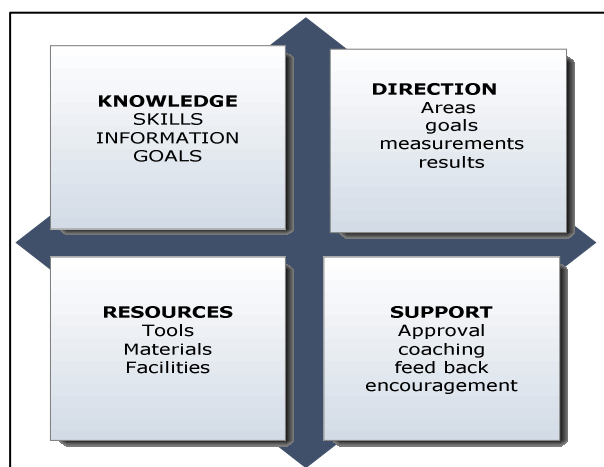 KNOWLEDGE
SKILLS
INFORMATION
GOALS
DIRECTION
Areas
goals
measurements
results
RESOURCES
Tools
Materials
Facilities
SUPPORT
Approval
coaching
feed back
encouragement